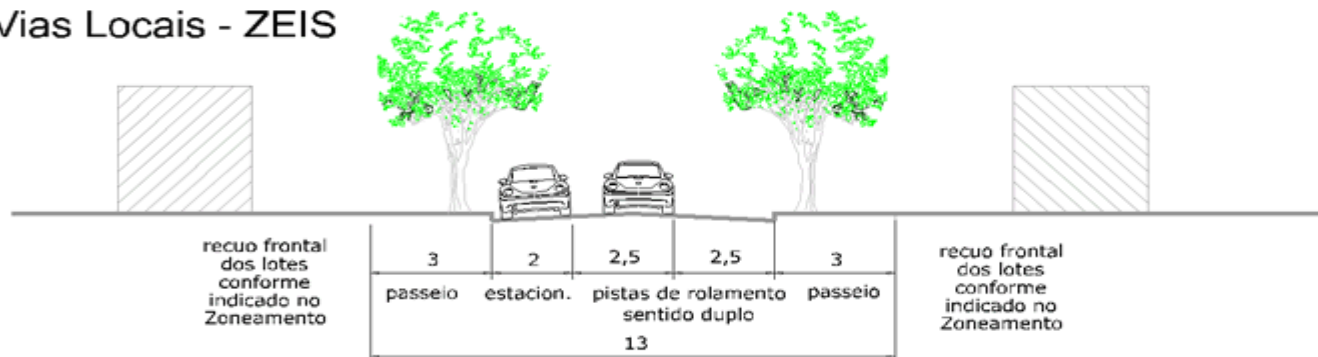 Vias Locais - ZEIS
3 2 2,5 2,5 3
passeio estacion. pistas de rolamento passeio
sentido duplo
13
recuo frontal
dos lotes
conforme
indicado no
Zoneamento
recuo frontal
dos lotes
conforme
indicado no
Zoneamento